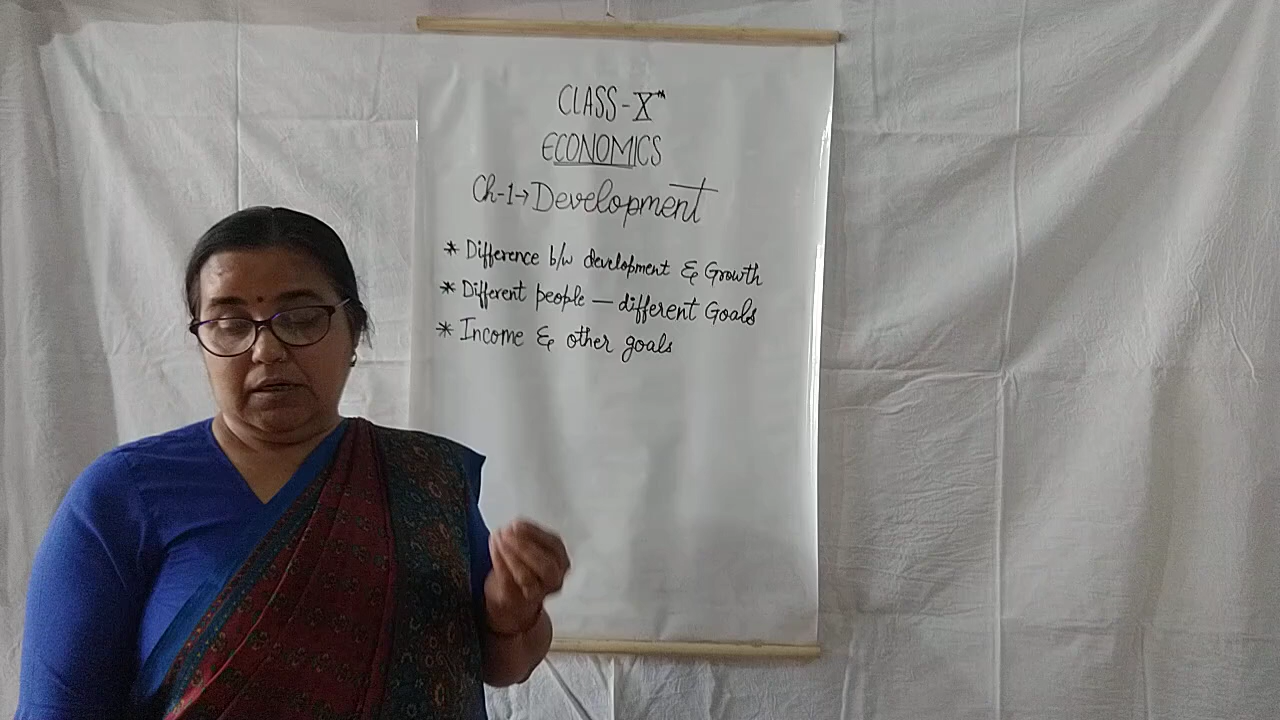 CLASS-Xth
ECONOMICS
Ch-1→Development
* Difference b/w development & Growth
* Different people — different Goals
* Income & other goals